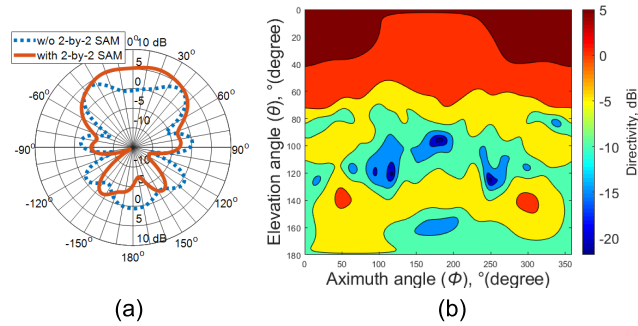 w/o 2-by-2 SAM
with 2-by-2 SAM
0° 10 dB
-30° 30°
5
0
-60° -5 60°
-10
-90° 90°
-10
-5
-120° 0 120°
5
-150° 10 dB 150°
180°
(a)
Elevation angle (θ), °(degree)
0
20
40
60
80
100
120
140
160
180
0 50 100 150 200 250 300 350
Aximuth angle (Φ), °(degree)
5
0
-5
-10
-15
-20
Directivity, dBi
(b)